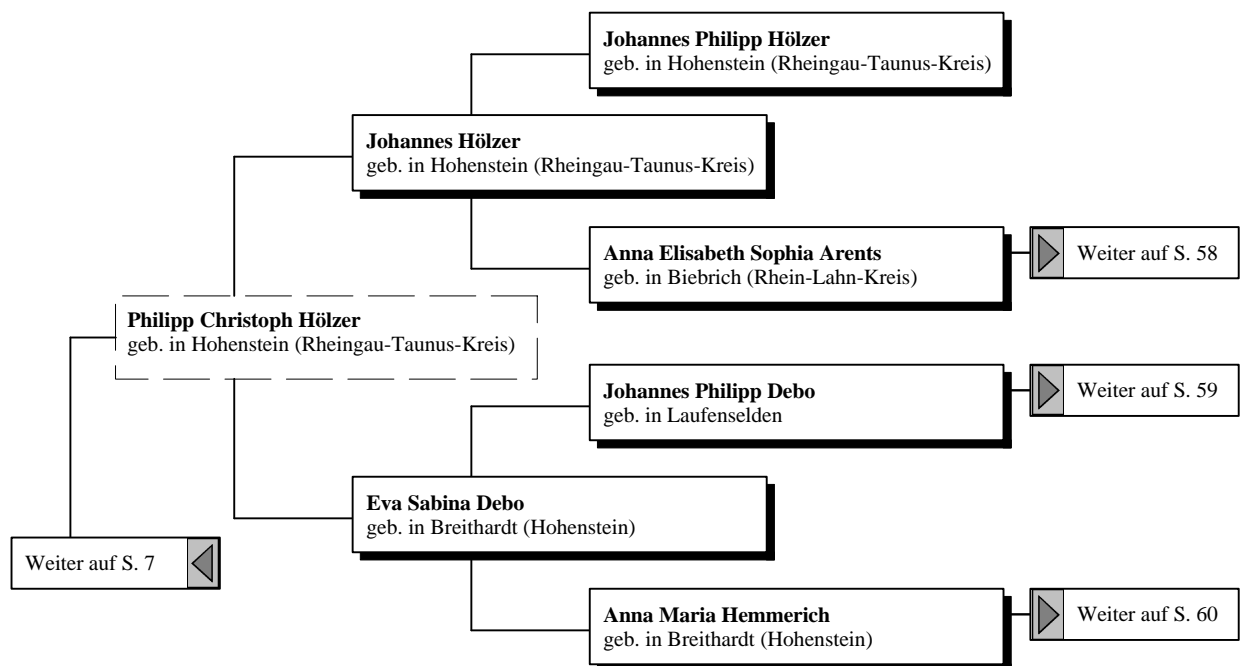 Johannes Philipp Hölzer
geb. in Hohenstein (Rheingau-Taunus-Kreis)
Johannes Hölzer
geb. in Hohenstein (Rheingau-Taunus-Kreis)
Anna Elisabeth Sophia Arents
geb. in Biebrich (Rhein-Lahn-Kreis)
Weiter auf S. 58
Philipp Christoph Hölzer
geb. in Hohenstein (Rheingau-Taunus-Kreis)
Johannes Philipp Debo
geb. in Laufenselden
Weiter auf S. 59
Eva Sabina Debo
geb. in Breithardt (Hohenstein)
Weiter auf S. 7
Anna Maria Hemmerich
geb. in Breithardt (Hohenstein)
Weiter auf S. 60